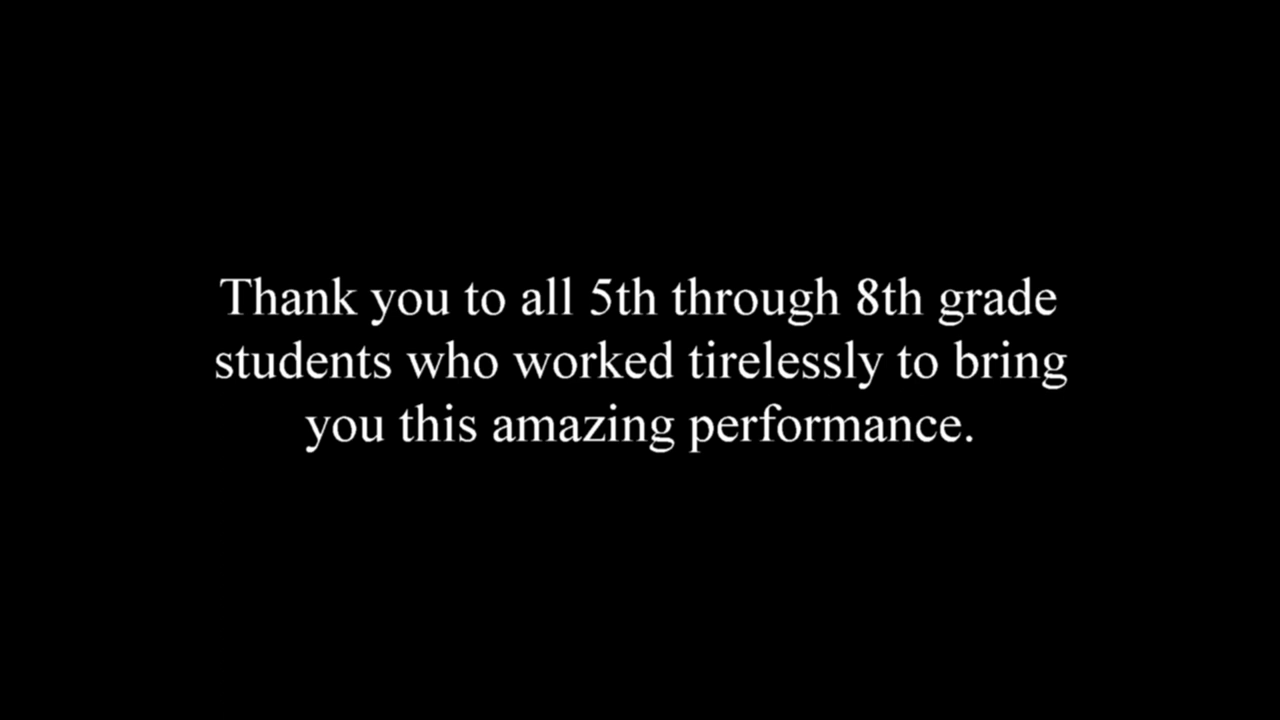 Thank you to all 5th through 8th grade
students who worked tirelessly to bring
you this amazing performance.